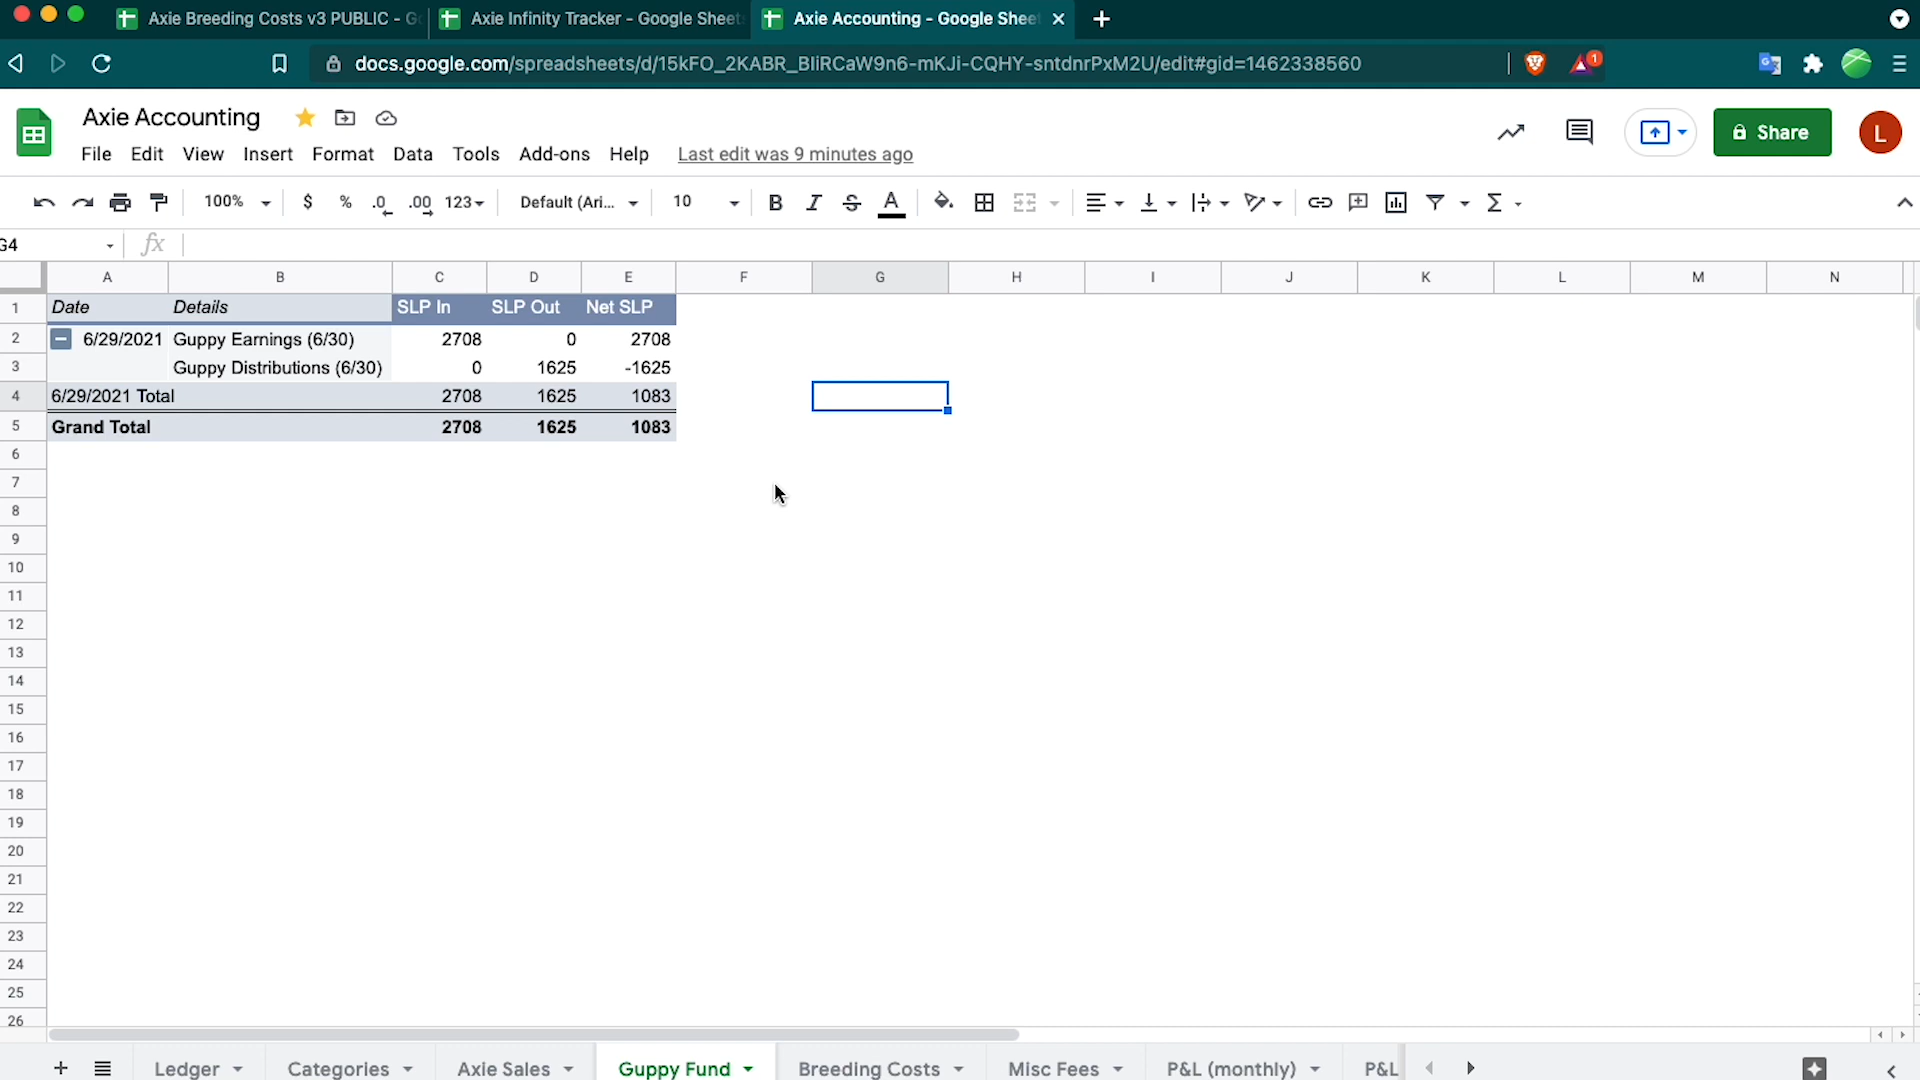 Axie Breeding Costs v3 PUBLIC - G
Axie Infinity Tracker - Google Sheet
Axie Accounting - Google Shee
docs.google.com/spreadsheets/d/15kFO_2KABR_BliRCaW9n6-mKJi-CQHY-sntdnrPxM2U/edit#gid=1462338560
1
Axie Accounting
File Edit View Insert Format Data Tools Add-ons Help Last edit was 9 minutes ago
Share
L
100% $ % .0 .00 123 Default (Ari... 10 B I S A
G4 fx
A B C D E F G H I J K L M N
1 Date Details SLP In SLP Out Net SLP
2 6/29/2021 Guppy Earnings (6/30) 2708 0 2708
3 Guppy Distributions (6/30) 0 1625 -1625
4 6/29/2021 Total 2708 1625 1083
5 Grand Total 2708 1625 1083
6
7
8
9
10
11
12
13
14
15
16
17
18
19
20
21
22
23
24
25
26
Ledger Categories Axie Sales Guppy Fund Breeding Costs Misc Fees P&L (monthly) P&L